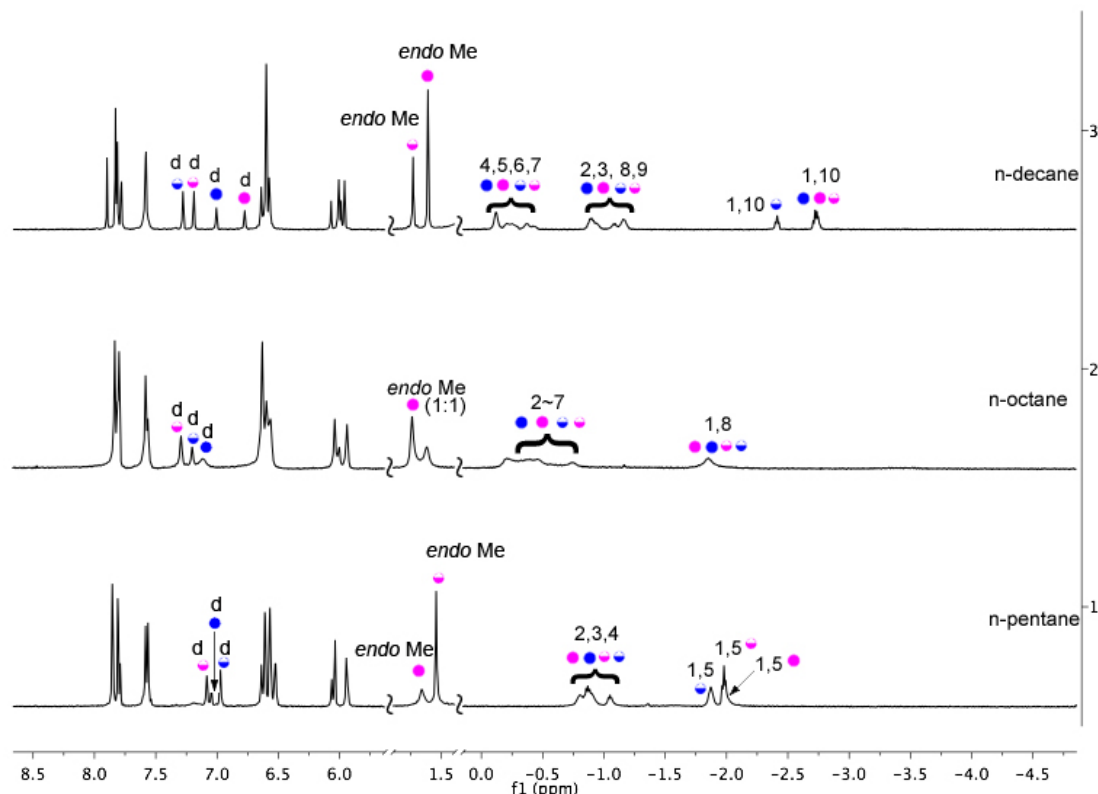 endo Me
endo Me
d d d d
4,5,6,7
2,3, 8,9
1,10
1,10
3
n-decane
endo Me
(1:1)
d d d
2~7
1,8
2
n-octane
endo Me
endo Me
d
d d
2,3,4
1,5
1,5
1,5
1
n-pentane
8.5 8.0 7.5 7.0 6.5 6.0 1.5 0.0 −0.5 −1.0 −1.5 −2.0 −2.5 −3.0 −3.5 −4.0 −4.5
f1 (ppm)